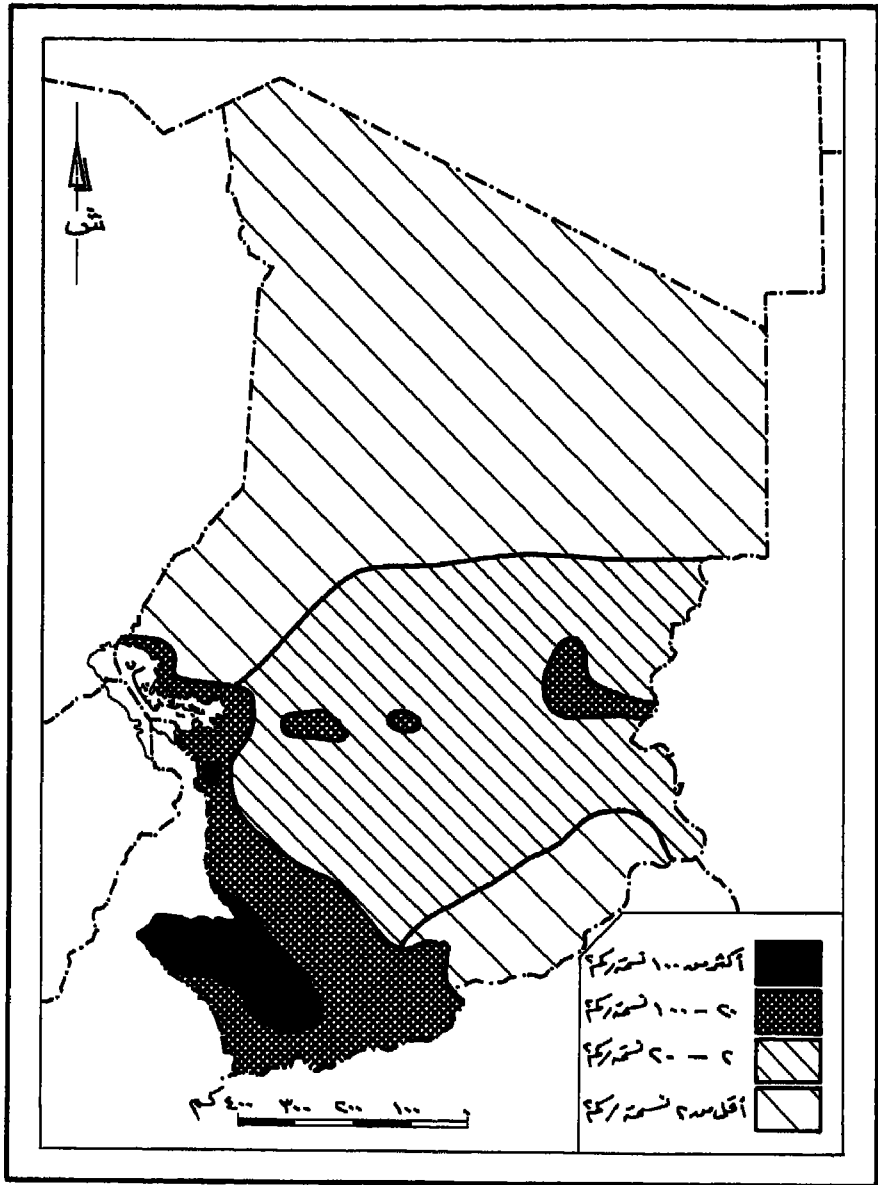 ش
أكثر من ١٠٠ نسمة/كم٢
٢٠ – ١٠٠ نسمة/كم٢
٢ – ٢٠ نسمة/كم٢
أقل من ٢ نسمة/كم٢
٠ ١٠٠ ٢٠٠ ٣٠٠ ٤٠٠ كم